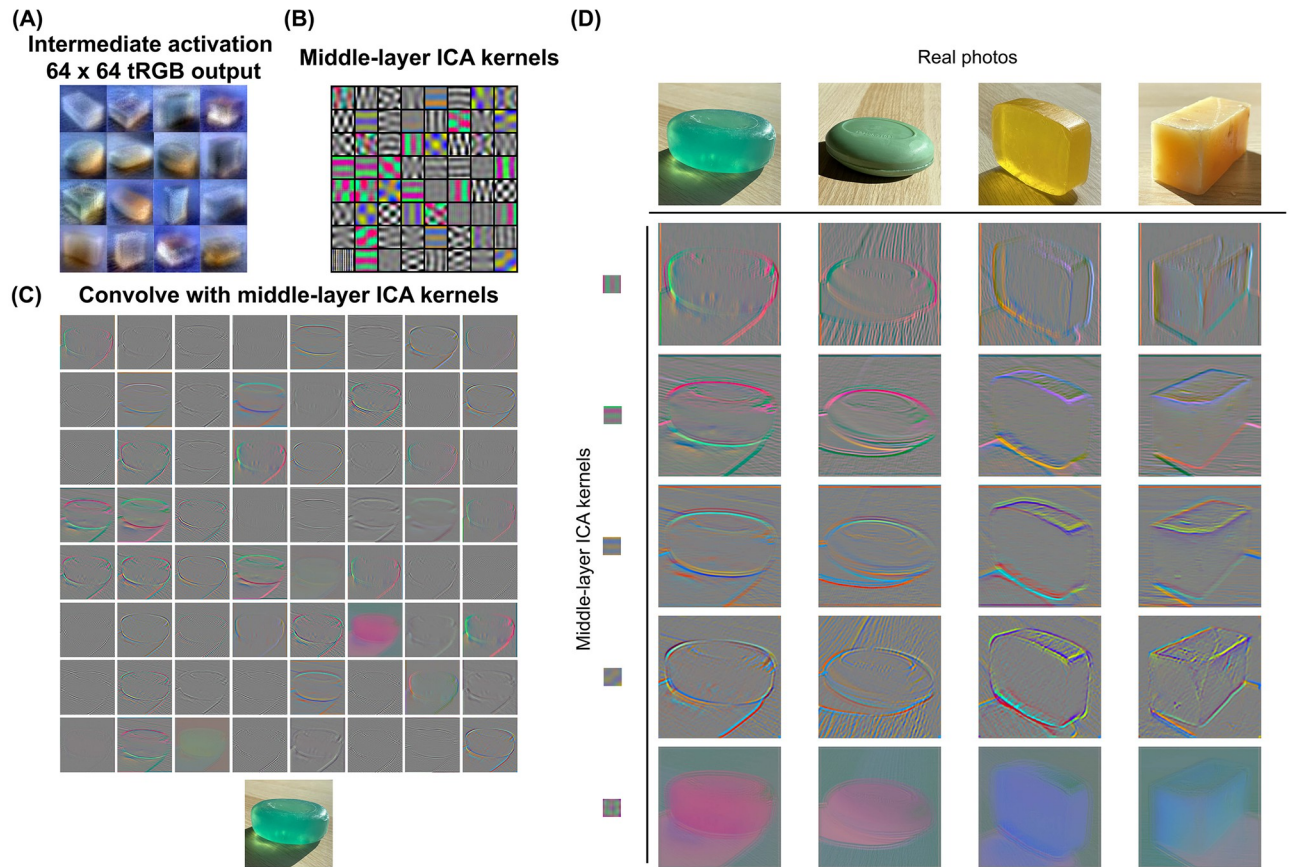 (A)
Intermediate activation
64 x 64 tRGB output
(B)
Middle-layer ICA kernels
(C)
Convolve with middle-layer ICA kernels
(D)
Real photos
Middle-layer ICA kernels